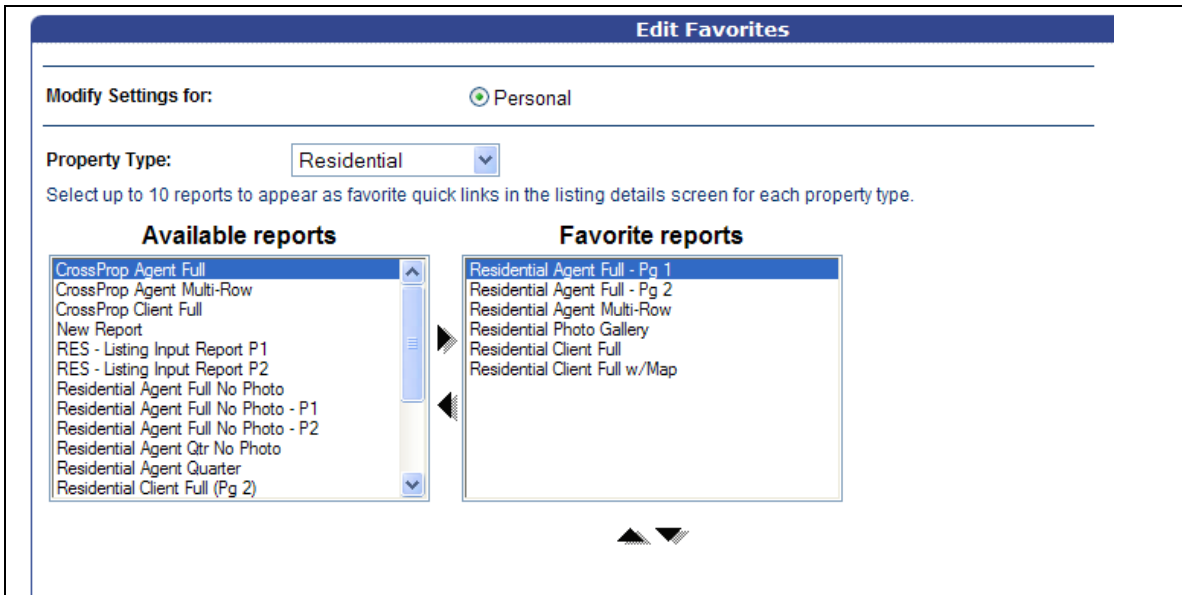 Edit Favorites
Modify Settings for:
Personal
Property Type:
Residential
Select up to 10 reports to appear as favorite quick links in the listing details screen for each property type.
Available reports
CrossProp Agent Full
CrossProp Agent Multi-Row
CrossProp Client Full
New Report
RES - Listing Input Report P1
RES - Listing Input Report P2
Residential Agent Full No Photo
Residential Agent Full No Photo - P1
Residential Agent Full No Photo - P2
Residential Agent Qtr No Photo
Residential Agent Quarter
Residential Client Full (Pg 2)
Favorite reports
Residential Agent Full - Pg 1
Residential Agent Full - Pg 2
Residential Agent Multi-Row
Residential Photo Gallery
Residential Client Full
Residential Client Full w/Map